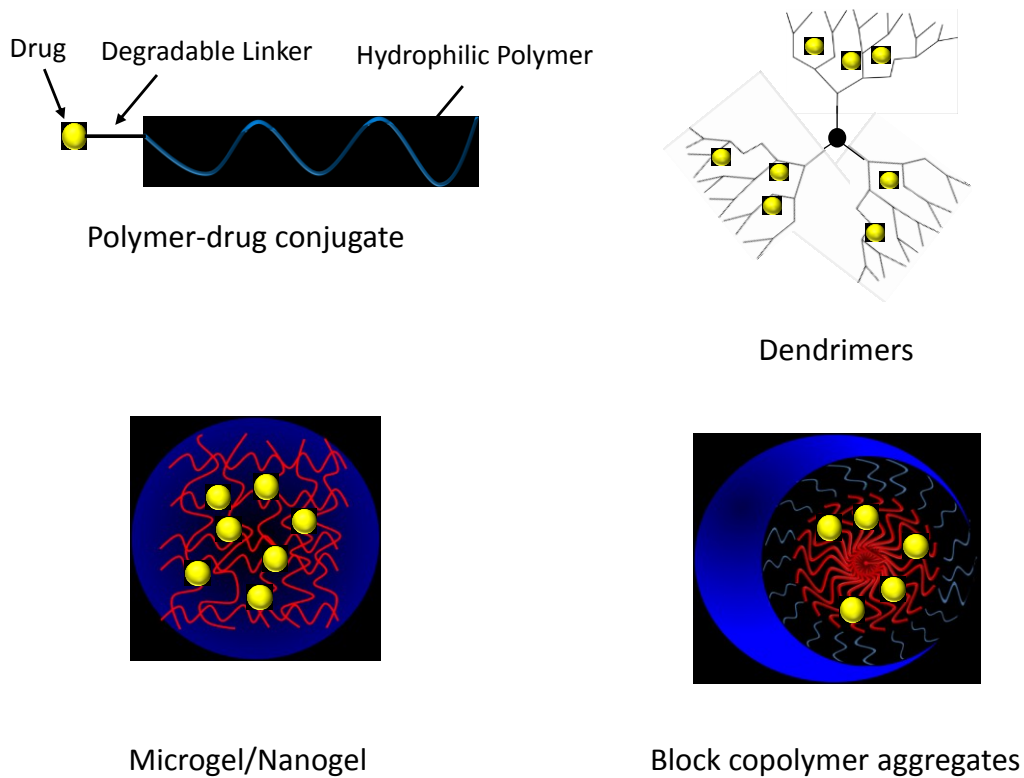 Drug
Degradable Linker
Hydrophilic Polymer
Polymer-drug conjugate
Dendrimers
Microgel/Nanogel
Block copolymer aggregates